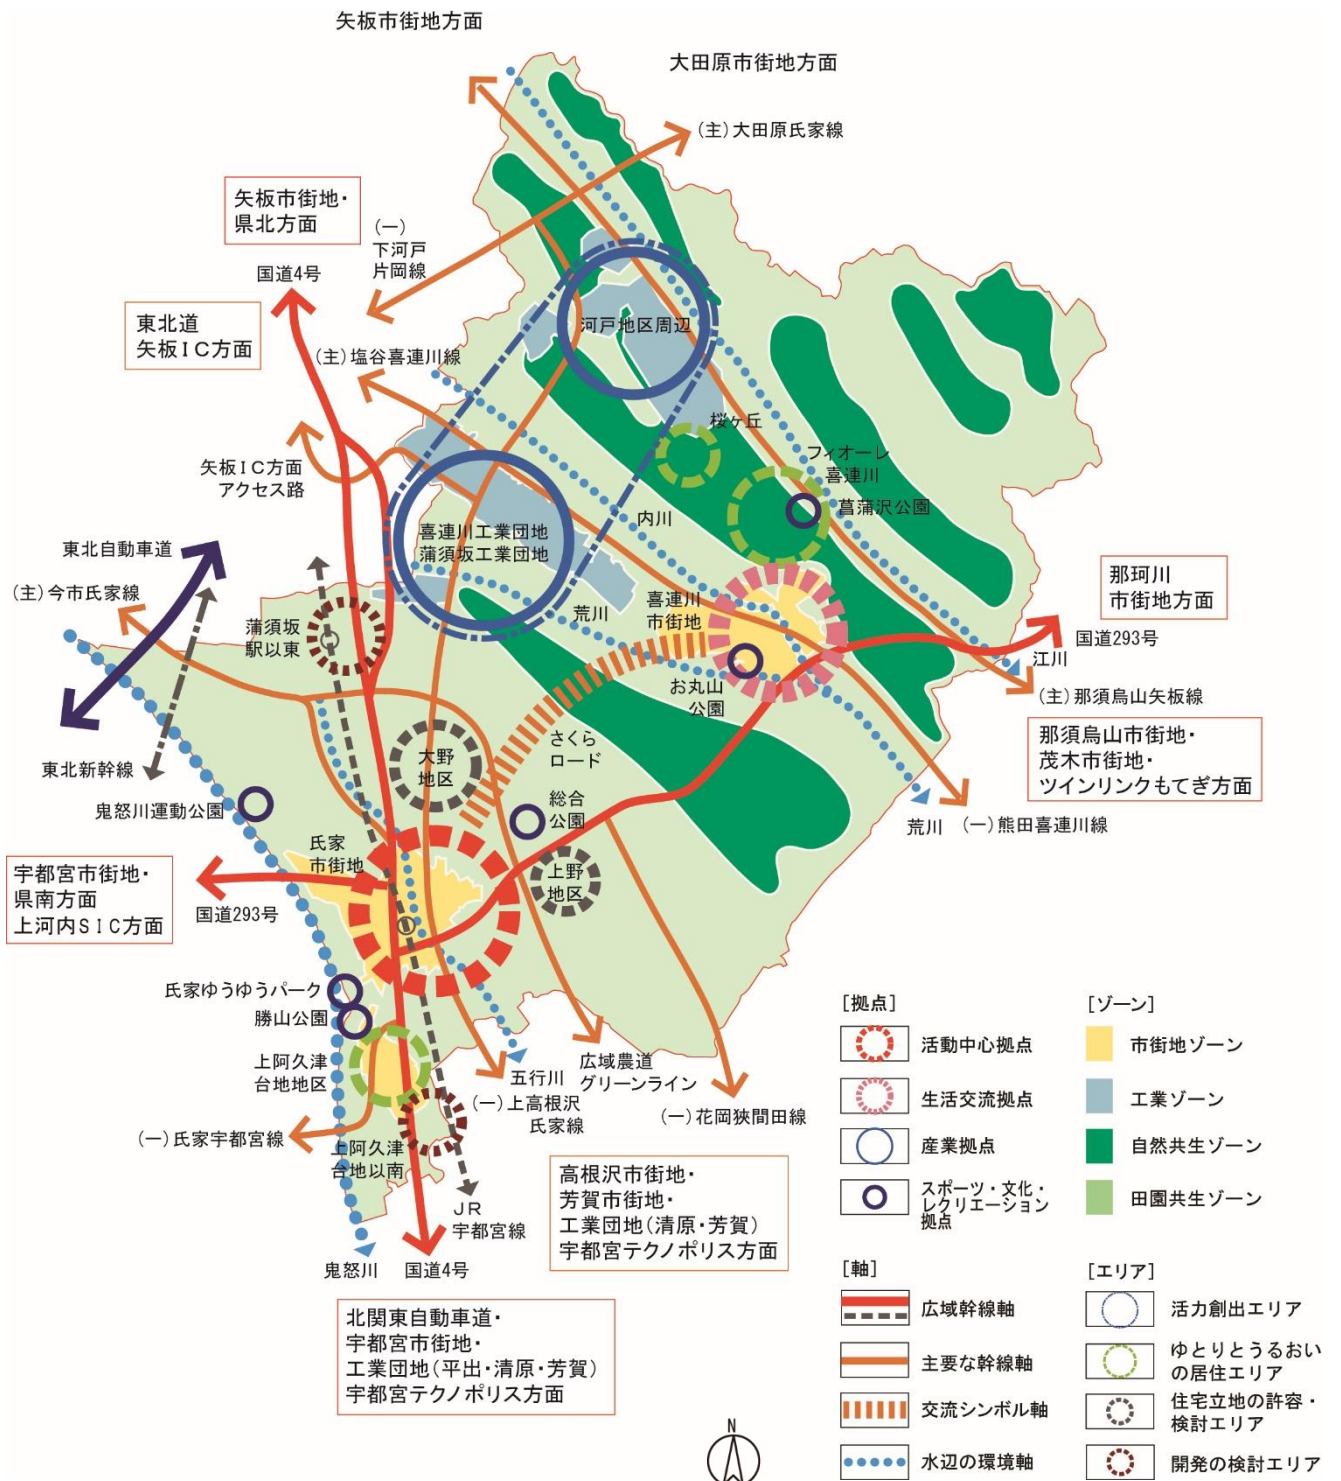 矢板市街地方面
大田原市街地方面
(主)大田原氏家線
矢板市街地・
県北方面
(一)
下河戸
片岡線
国道4号
東北道
矢板IC方面
河戸地区周辺
(主)塩谷喜連川線
桜ヶ丘
フィオーレ
喜連川
矢板IC方面
アクセス路
菖蒲沢公園
内川
喜連川工業団地
蒲須坂工業団地
東北自動車道
(主)今市氏家線
那珂川
市街地方面
蒲須坂
駅以東
荒川
喜連川
市街地
国道293号
江川
お丸山
公園
(主)那須烏山矢板線
さくら
ロード
大野
地区
那須烏山市街地・
茂木市街地・
ツインリンクもてぎ方面
東北新幹線
鬼怒川運動公園
総合
公園
荒川
(一)熊田喜連川線
氏家
市街地
宇都宮市街地・
県南方面
上河内SIC方面
上野
地区
国道293号
氏家ゆうゆうパーク
勝山公園
上阿久津
台地地区
五行川
広域農道
グリーンライン
(一)上高根沢
氏家線
(一)花岡狭間田線
(一)氏家宇都宮線
上阿久津
台地以南
JR
宇都宮線
高根沢市街地・
芳賀市街地・
工業団地(清原・芳賀)
宇都宮テクノポリス方面
鬼怒川
国道4号
北関東自動車道・
宇都宮市街地・
工業団地(平出・清原・芳賀)
宇都宮テクノポリス方面
[拠点]
活動中心拠点
生活交流拠点
産業拠点
スポーツ・文化・
レクリエーション
拠点
[ゾーン]
市街地ゾーン
工業ゾーン
自然共生ゾーン
田園共生ゾーン
[軸]
広域幹線軸
主要な幹線軸
交流シンボル軸
水辺の環境軸
[エリア]
活力創出エリア
ゆとりとうるおい
の居住エリア
住宅立地の許容・
検討エリア
開発の検討エリア
N